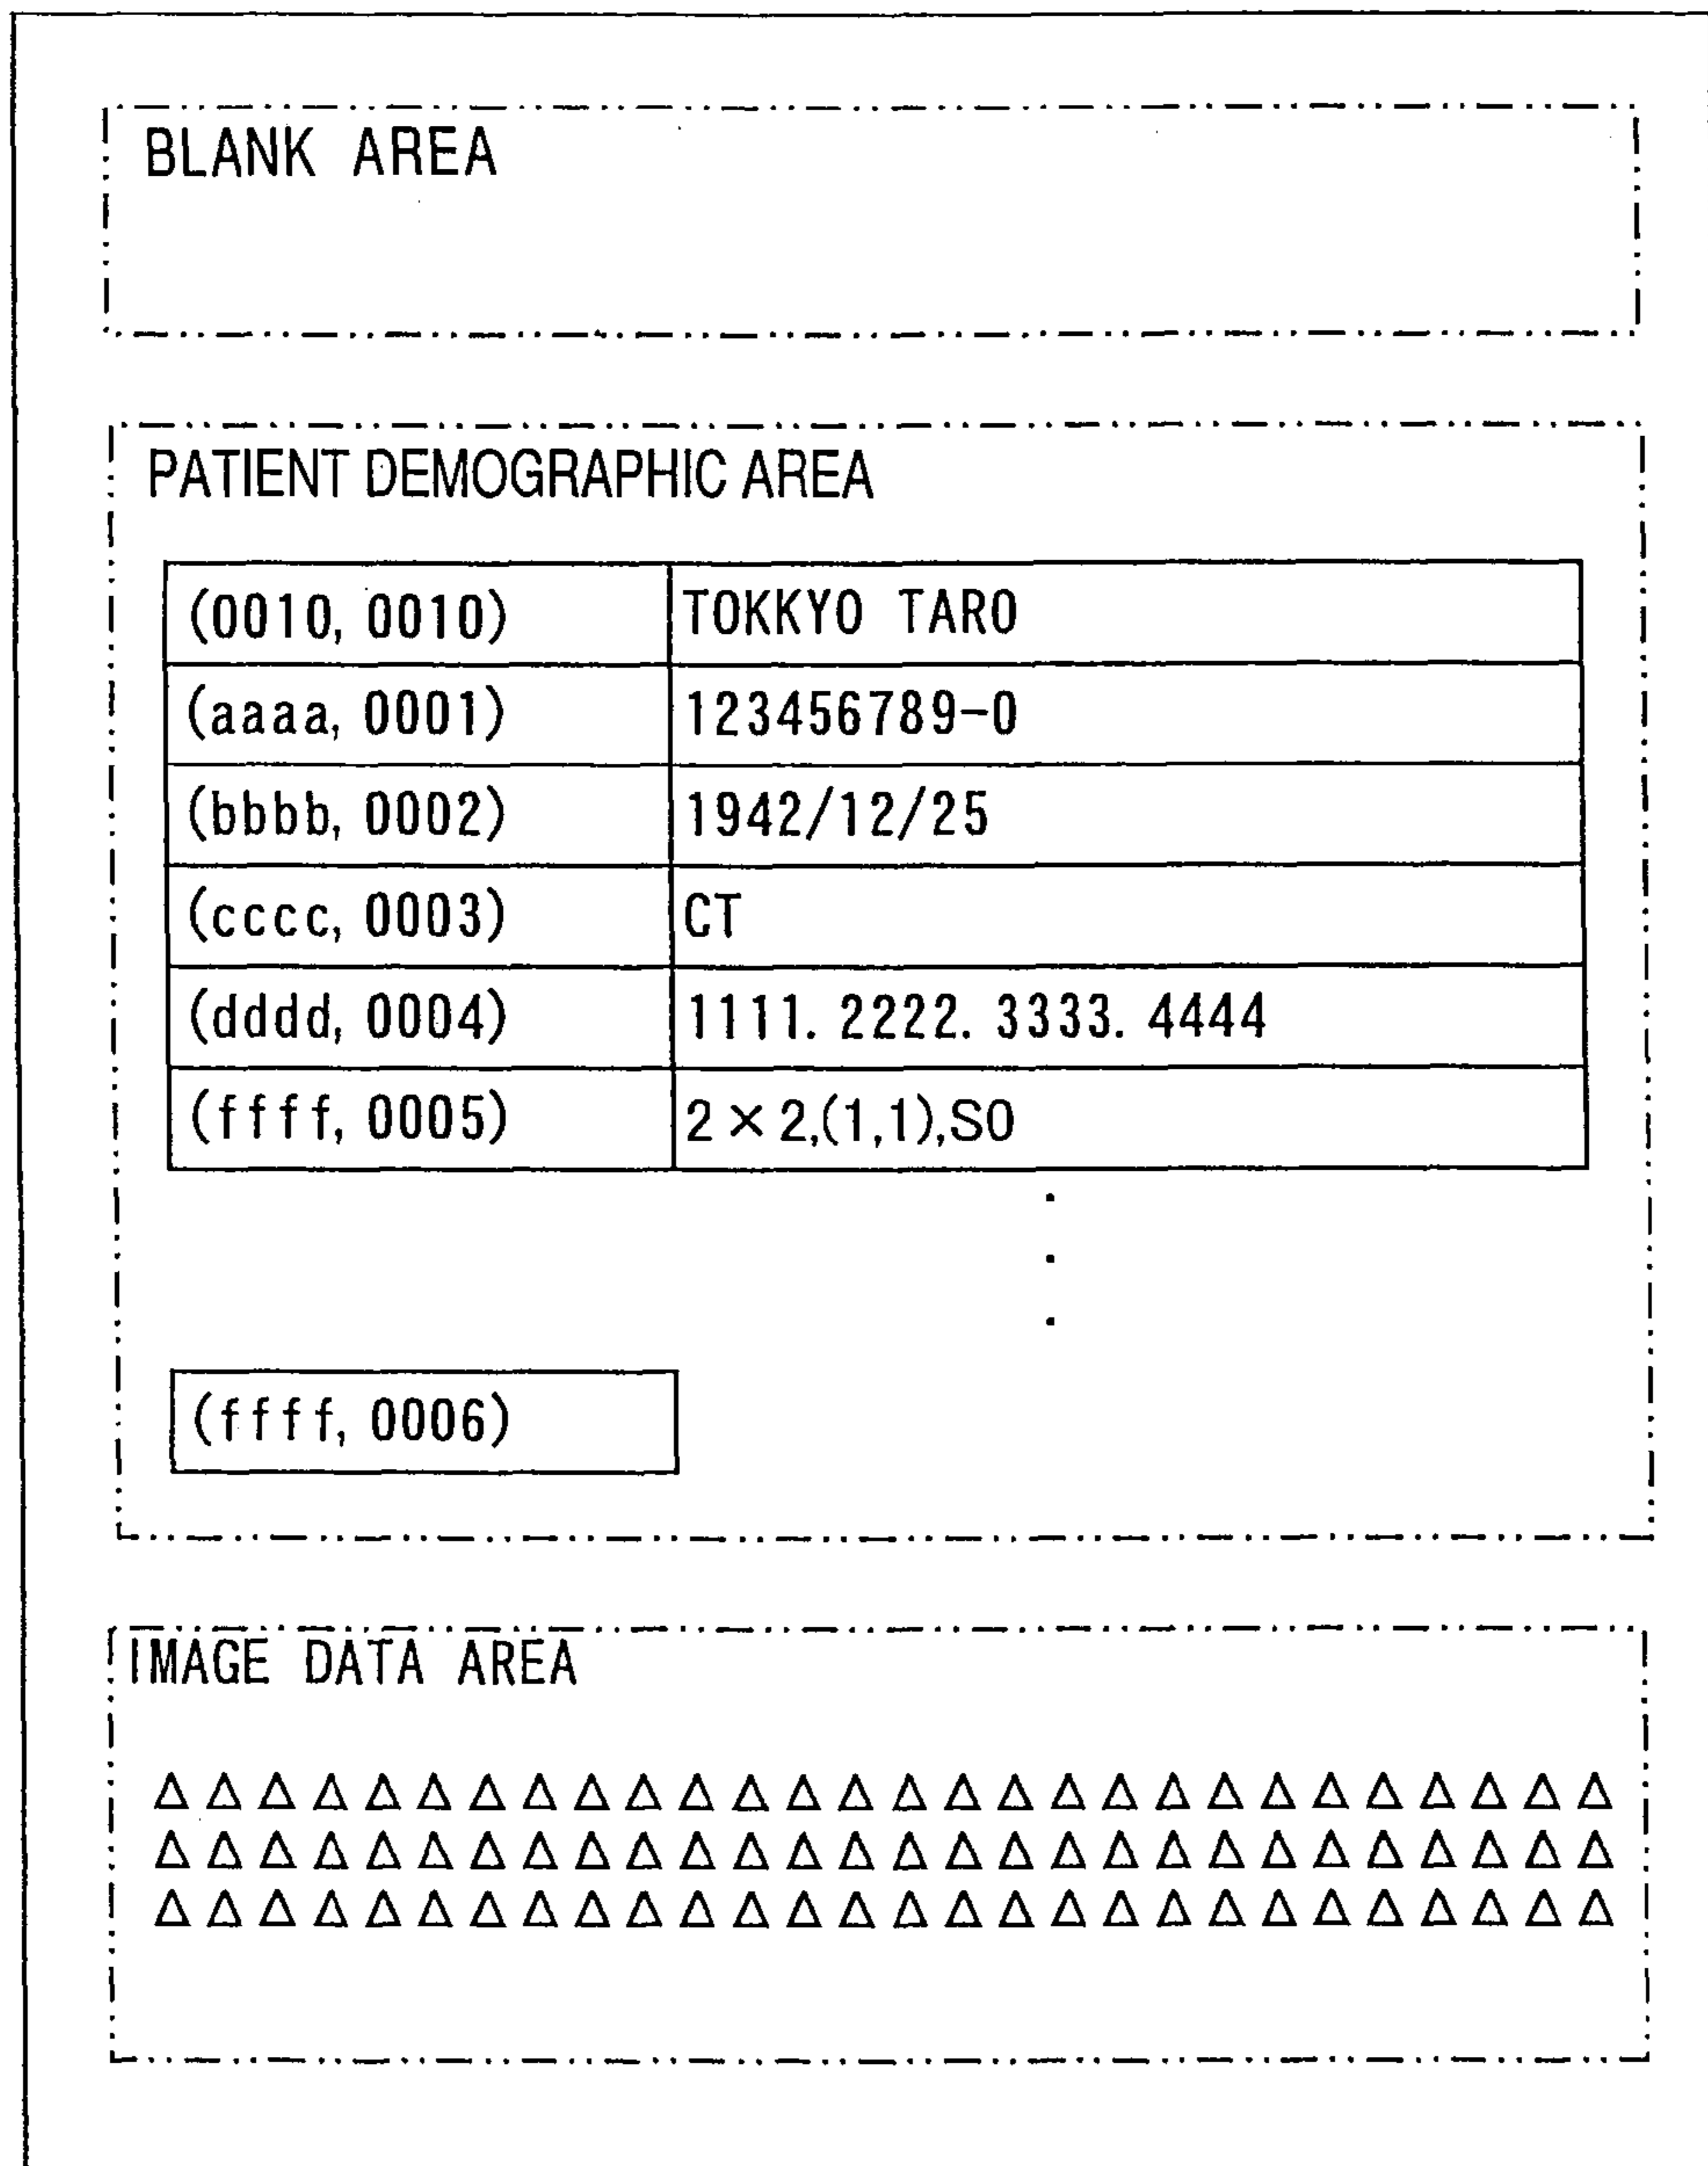 BLANK AREA
PATIENT DEMOGRAPHIC AREA
(0010, 0010) TOKKYO TARO
(aaaa, 0001) 123456789-0
(bbbb, 0002) 1942/12/25
(cccc, 0003) CT
(dddd, 0004) 1111. 2222. 3333. 4444
(ffff, 0005) 2×2,(1,1),S0
(ffff, 0006)
IMAGE DATA AREA
△△△△△△△△△△△△△△△△△△△△△△△△△△△△
△△△△△△△△△△△△△△△△△△△△△△△△△△△△
△△△△△△△△△△△△△△△△△△△△△△△△△△△△